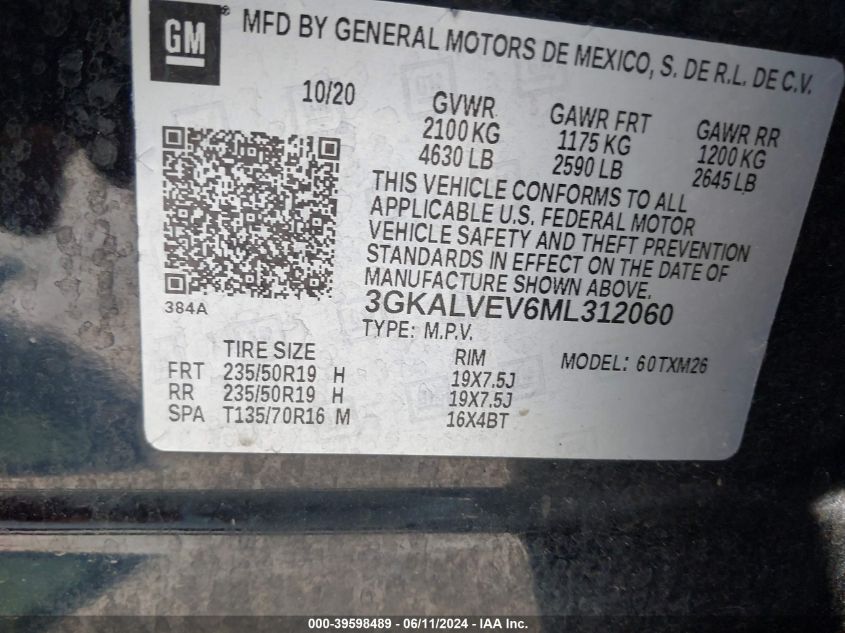 GM ®
MFD BY GENERAL MOTORS DE MEXICO, S. DE R.L. DE C.V.
10/20 GVWR GAWR FRT GAWR RR
2100 KG 1175 KG 1200 KG
4630 LB 2590 LB 2645 LB
THIS VEHICLE CONFORMS TO ALL
APPLICABLE U.S. FEDERAL MOTOR
VEHICLE SAFETY AND THEFT PREVENTION
STANDARDS IN EFFECT ON THE DATE OF
MANUFACTURE SHOWN ABOVE.
384A
3GKALVEV6ML312060
TYPE: M.P.V.
TIRE SIZE RIM MODEL: 60TXM26
FRT 235/50R19 H 19X7.5J
RR 235/50R19 H 19X7.5J
SPA T135/70R16 M 16X4BT
000-39598489 - 06/11/2024 - IAA Inc.